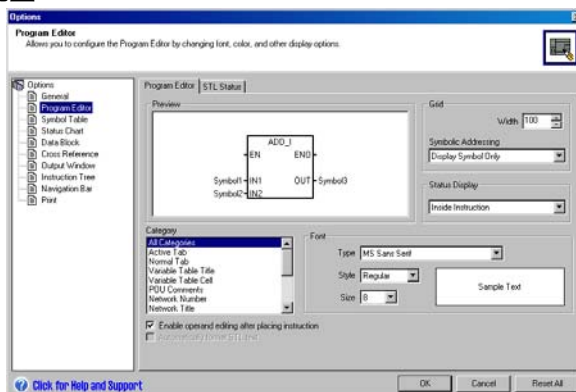 Options
Program Editor
Allows you to configure the Program Editor by changing font, color, and other display options.
Options
General
Program Editor
Symbol Table
Status Chart
Data Block
Cross Reference
Output Window
Instruction Tree
Navigation Bar
Print
Program Editor
STL Status
Preview
ADD_I
EN
ENO
Symbol1
IN1
OUT
Symbol3
Symbol2
IN2
Grid
Width
100
Symbolic Addressing
Display Symbol Only
Status Display
Inside Instruction
Category
All Categories
Active Tab
Normal Tab
Variable Table Title
Variable Table Cell
POU Comments
Network Number
Network Title
Font
Type
MS Sans Serif
Style
Regular
Size
8
Sample Text
Enable operand editing after placing instruction
Automatically format STL text
Click for Help and Support
OK
Cancel
Reset All